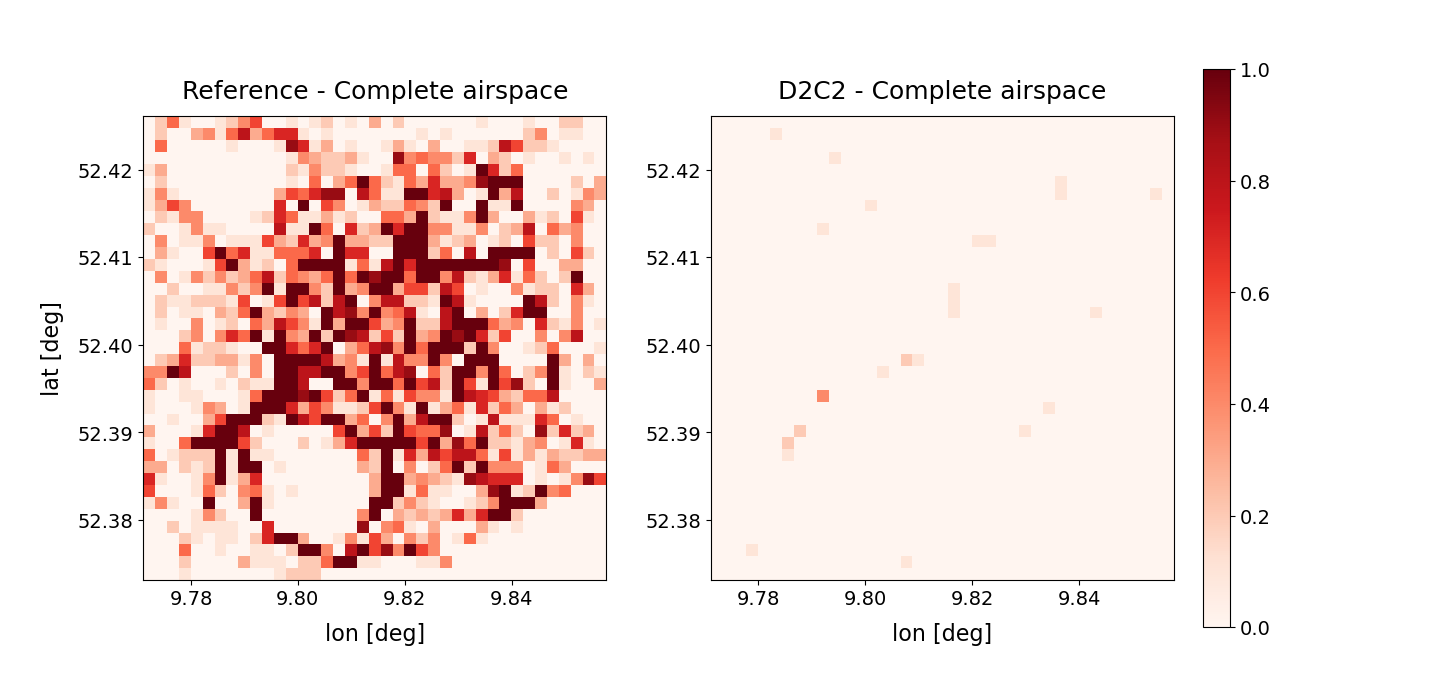 Reference - Complete airspace
D2C2 - Complete airspace
1.0
0.8
0.6
0.4
0.2
0.0
52.42
52.41
52.40
52.39
52.38
52.42
52.41
52.40
52.39
52.38
9.78 9.80 9.82 9.84
9.78 9.80 9.82 9.84
lat [deg]
lon [deg]
lon [deg]